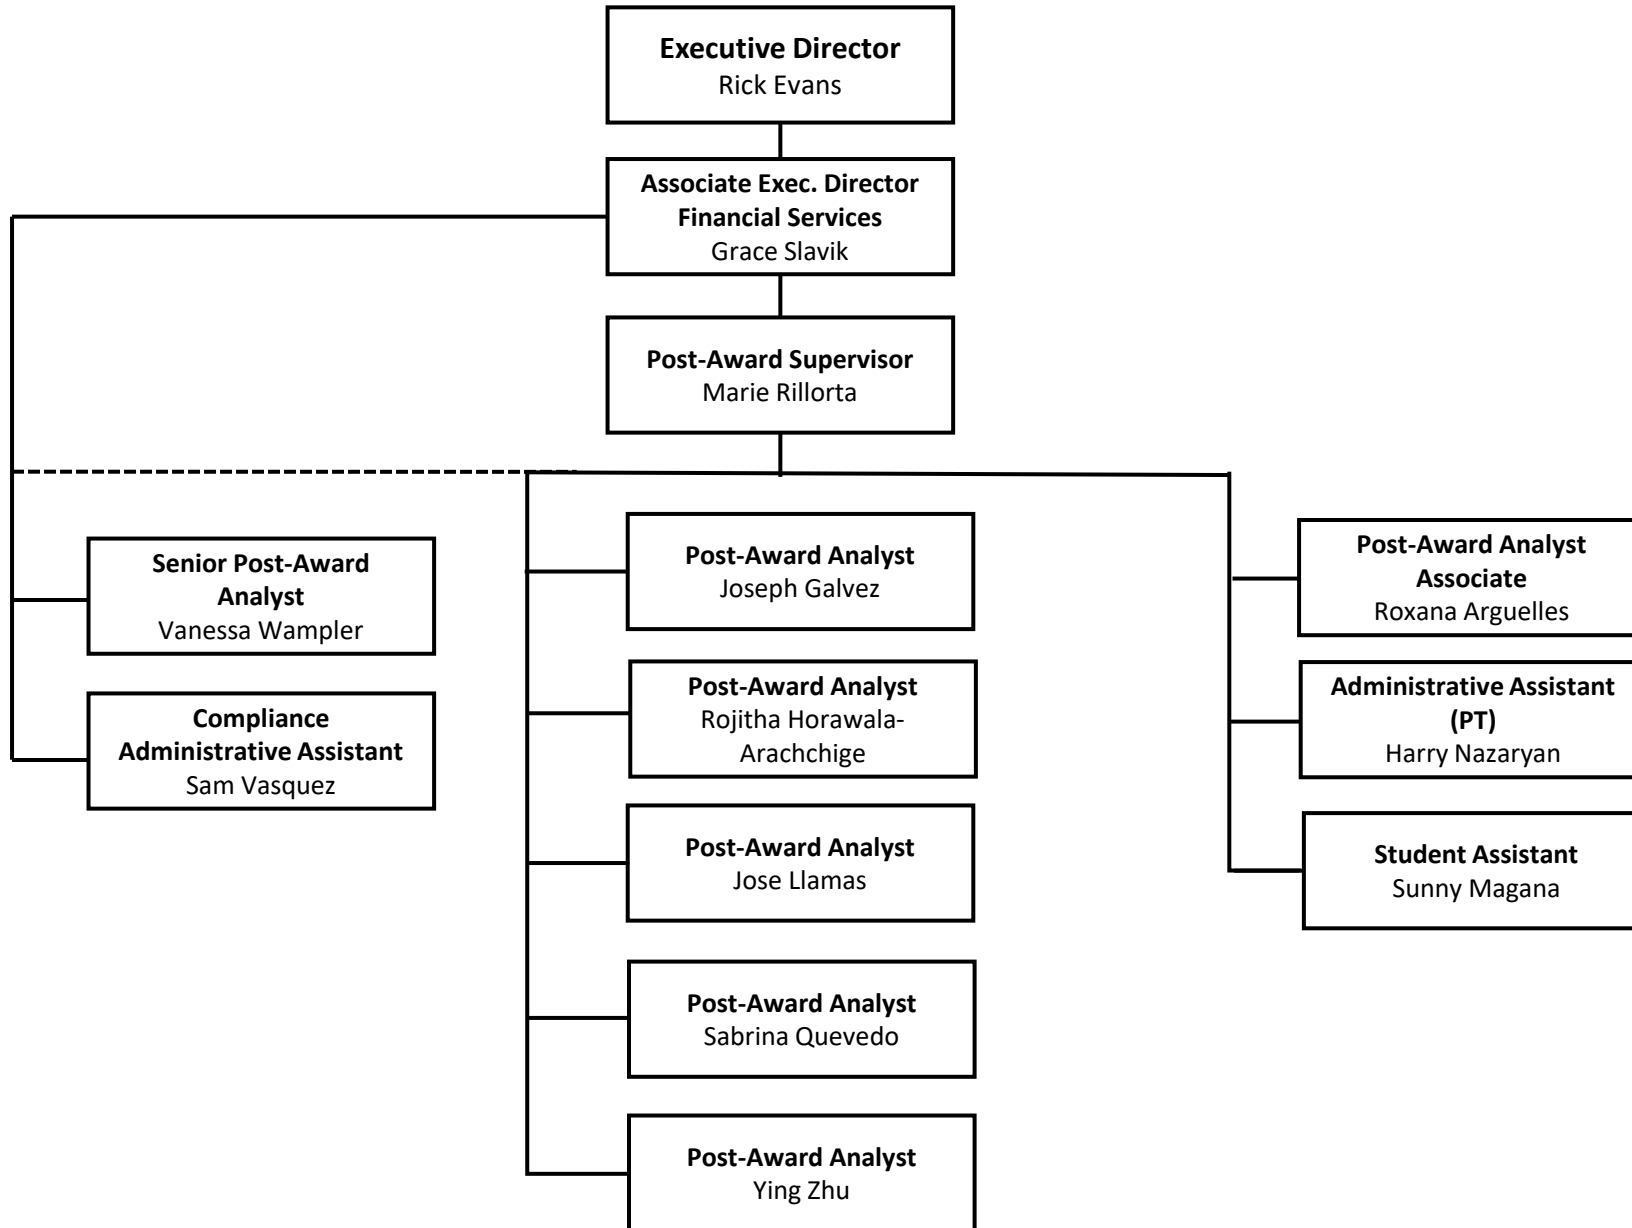 Executive Director
Rick Evans
Associate Exec. Director
Financial Services
Grace Slavik
Post-Award Supervisor
Marie Rillorta
Senior Post-Award
Analyst
Vanessa Wampler
Compliance
Administrative Assistant
Sam Vasquez
Post-Award Analyst
Joseph Galvez
Post-Award Analyst
Rojitha Horawala-
Arachchige
Post-Award Analyst
Jose Llamas
Post-Award Analyst
Sabrina Quevedo
Post-Award Analyst
Ying Zhu
Post-Award Analyst
Associate
Roxana Arguelles
Administrative Assistant
(PT)
Harry Nazaryan
Student Assistant
Sunny Magana